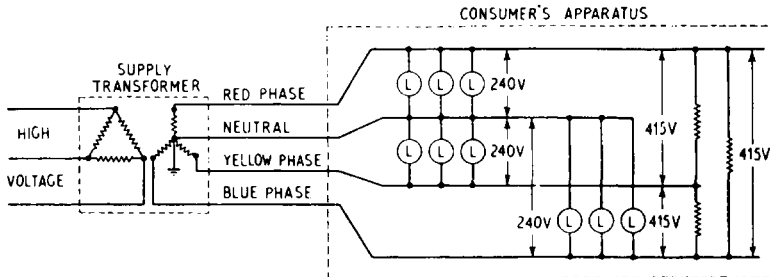 CONSUMER'S APPARATUS
SUPPLY
TRANSFORMER
RED PHASE
HIGH
NEUTRAL
YELLOW PHASE
VOLTAGE
BLUE PHASE
L L L 240V
415V
415V
L L L 240V
240V
L L L 415V